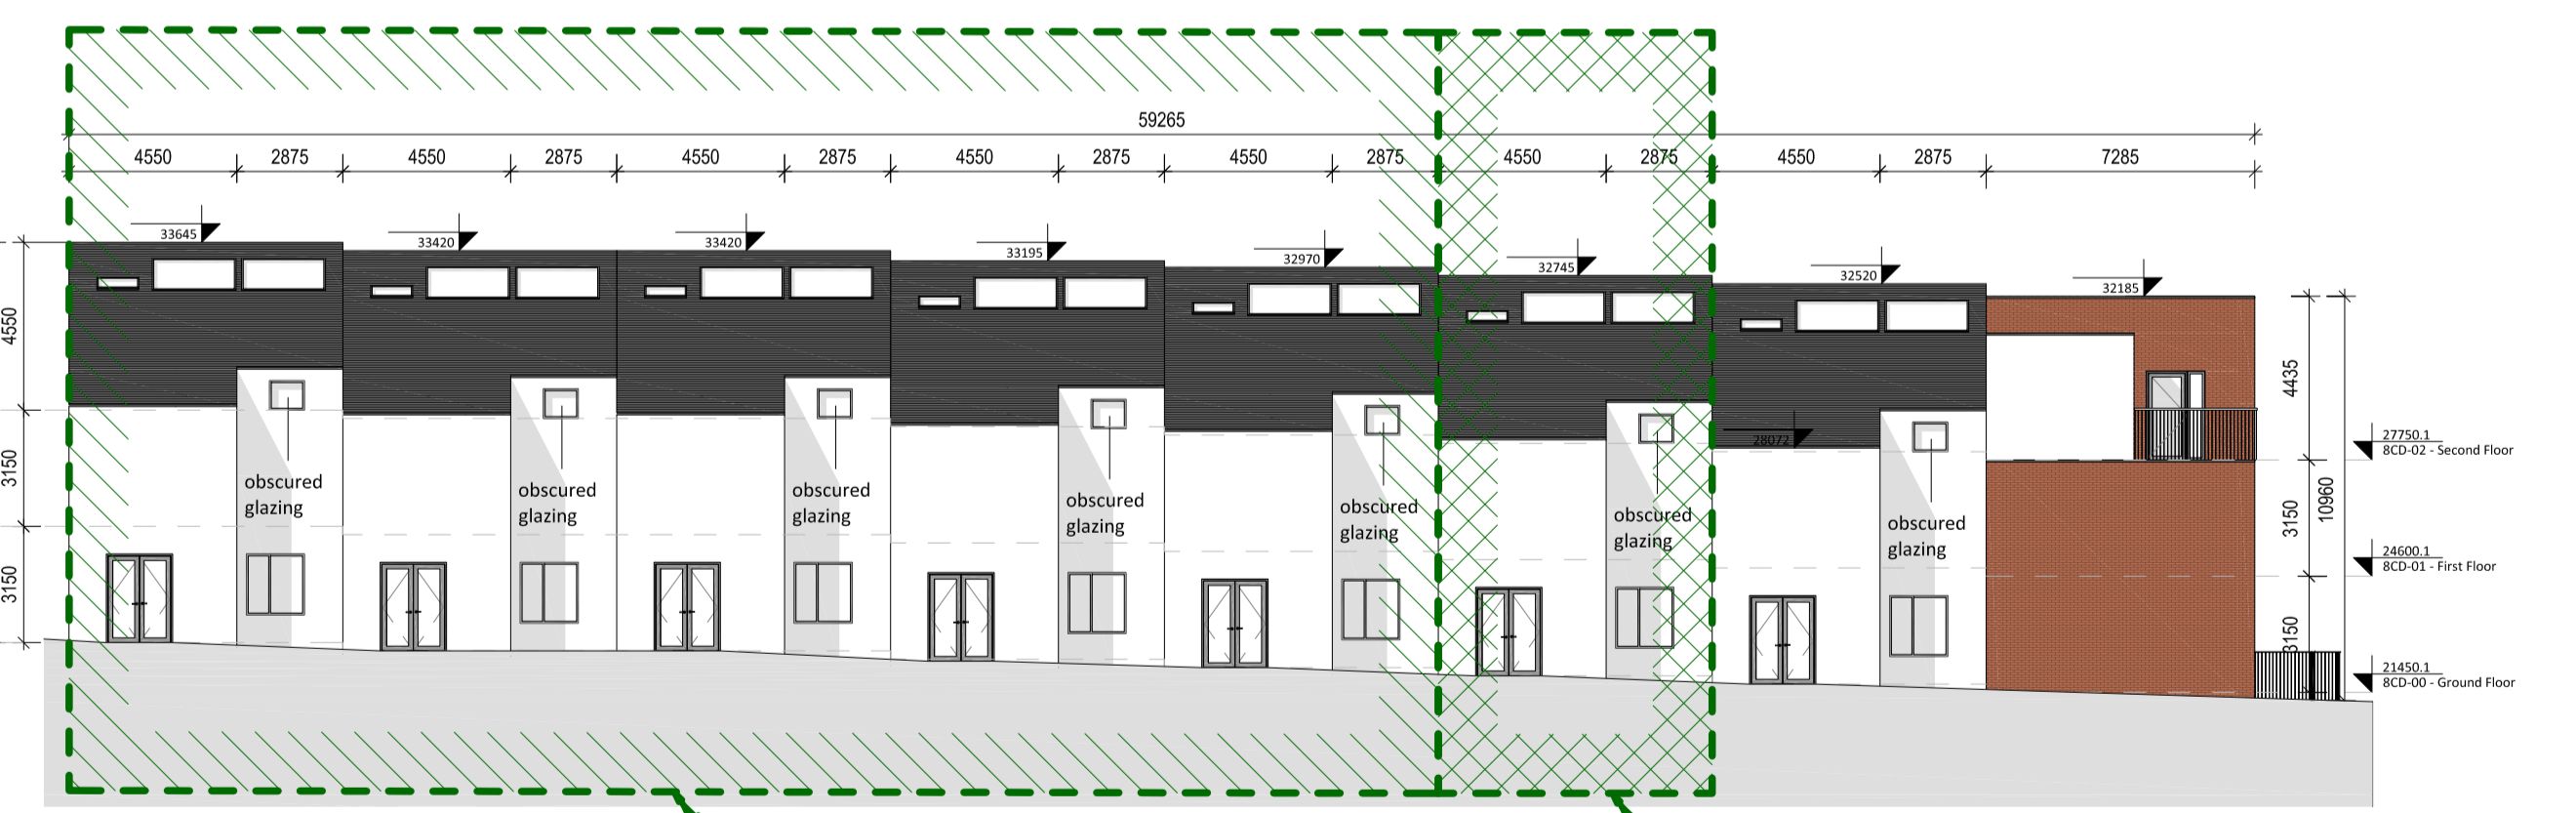 59265
4550 2875 4550 2875 4550 2875 4550 2875 4550 2875 4550 2875 4550 2875 7285
33645
33420
33420
33195
32970
32745
32520
32185
4550
3150
3150
28072
obscured
glazing
obscured
glazing
obscured
glazing
obscured
glazing
obscured
glazing
obscured
glazing
obscured
glazing
4435
3150
3150
10960
27750.1
8CD-02 - Second Floor
24600.1
8CD-01 - First Floor
21450.1
8CD-00 - Ground Floor